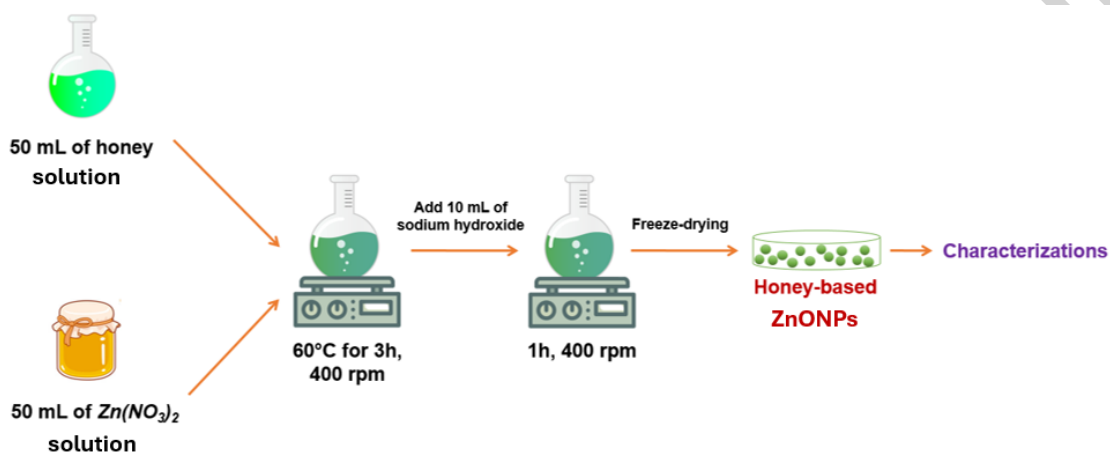 50 mL of honey
solution
50 mL of Zn(NO₃)₂
solution
60°C for 3h,
400 rpm
Add 10 mL of
sodium hydroxide
1h, 400 rpm
Freeze-drying
Honey-based
ZnONPs
Characterizations